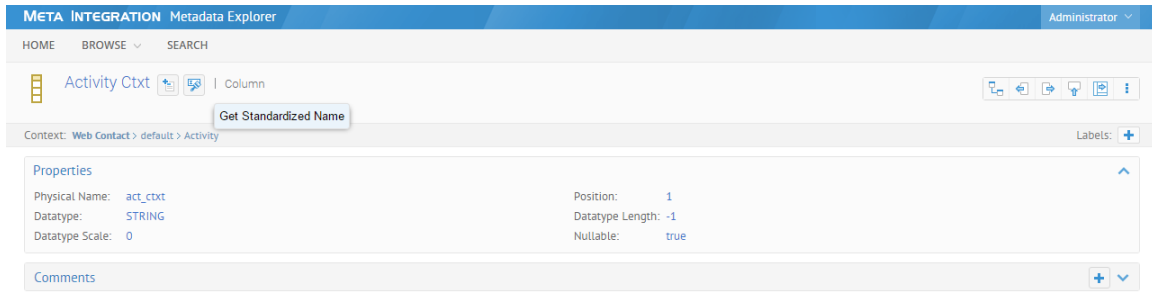 META INTEGRATION Metadata Explorer Administrator
HOME BROWSE SEARCH
Activity Ctxt | Column
Get Standardized Name
Context: Web Contact > default > Activity Labels:
Properties
Physical Name: act_ctxt Position: 1
Datatype: STRING Datatype Length: -1
Datatype Scale: 0 Nullable: true
Comments